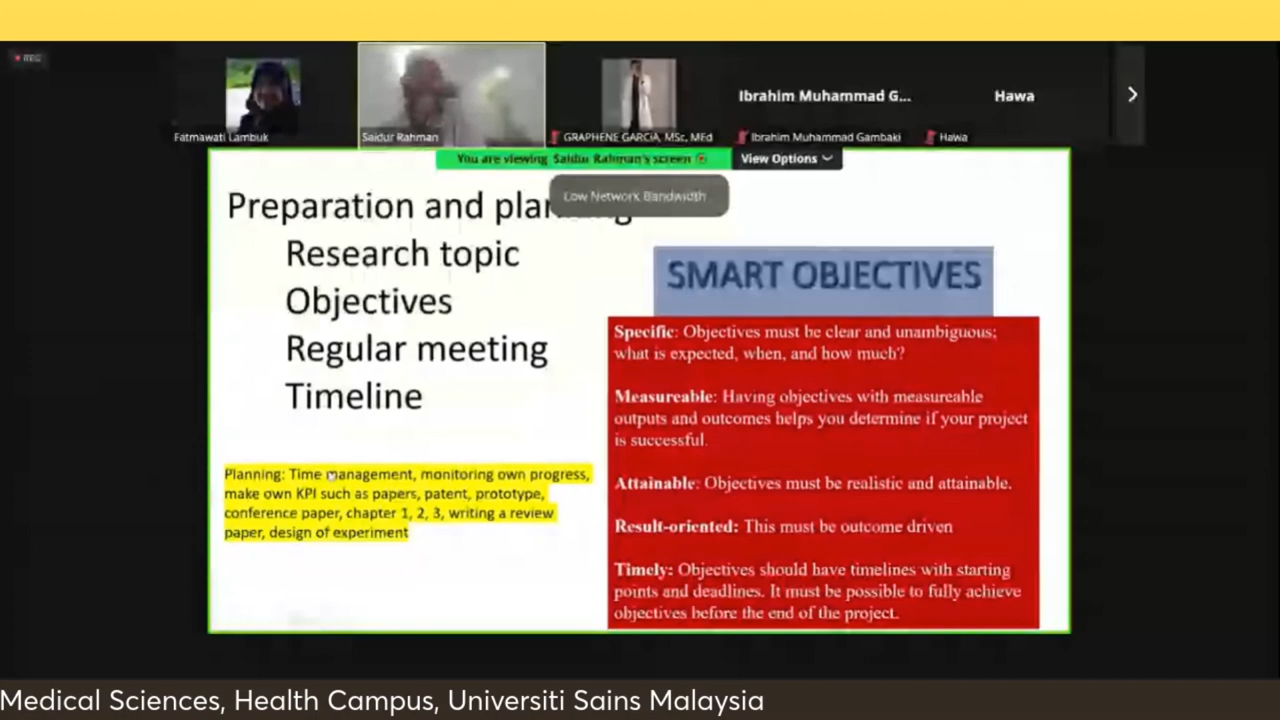 REC
Ibrahim Muhammad G...
Hawa
Fatmawati Lambuk
Saidur Rahman
GRAPHENE GARCIA, MSc, MEd
Ibrahim Muhammad Gambaki
Hawa
You are viewing Saidur Rahman's screen
View Options
Low Network Bandwidth
Preparation and plan g
Research topic
Objectives
Regular meeting
Timeline
Planning: Time management, monitoring own progress,
make own KPI such as papers, patent, prototype,
conference paper, chapter 1, 2, 3, writing a review
paper, design of experiment
SMART OBJECTIVES
Specific: Objectives must be clear and unambiguous;
what is expected, when, and how much?
Measureable: Having objectives with measureable
outputs and outcomes helps you determine if your project
is successful.
Attainable: Objectives must be realistic and attainable.
Result-oriented: This must be outcome driven
Timely: Objectives should have timelines with starting
points and deadlines. It must be possible to fully achieve
objectives before the end of the project.
Medical Sciences, Health Campus, Universiti Sains Malaysia